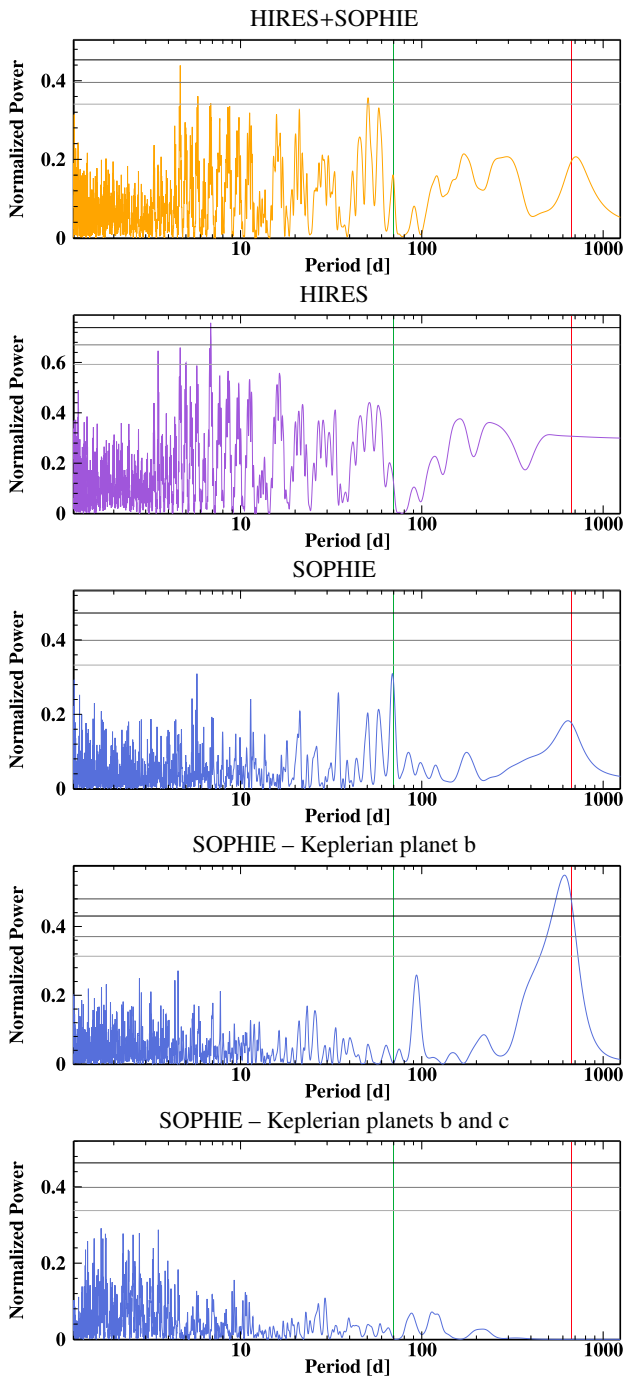 HIRES+SOPHIE
Normalized Power
0.4
0.2
0
10 100 1000
Period [d]
HIRES
Normalized Power
0.6
0.4
0.2
0
10 100 1000
Period [d]
SOPHIE
Normalized Power
0.4
0.2
0
10 100 1000
Period [d]
SOPHIE – Keplerian planet b
Normalized Power
0.4
0.2
0
10 100 1000
Period [d]
SOPHIE – Keplerian planets b and c
Normalized Power
0.4
0.2
0
10 100 1000
Period [d]